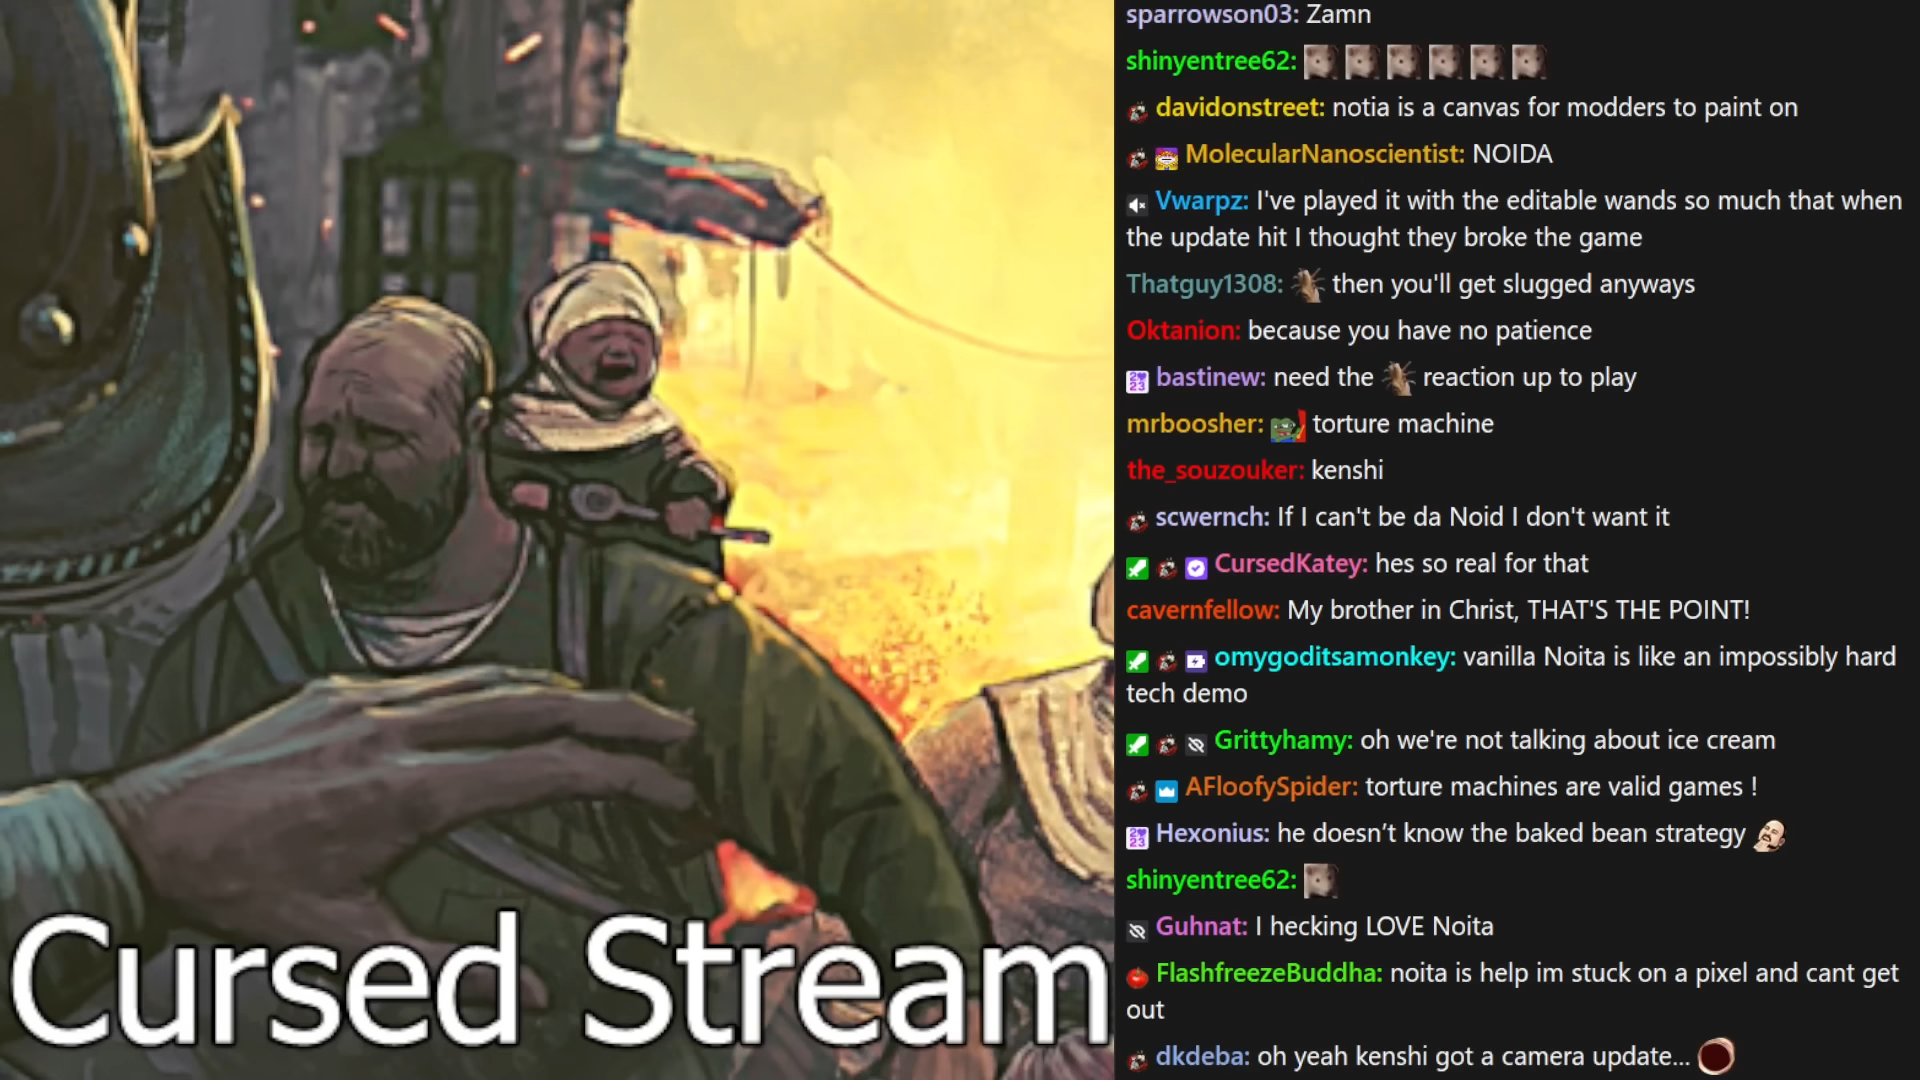 sparrowson03: Zamn
shinyentree62:
davidonstreet: notia is a canvas for modders to paint on
MolecularNanoscientist: NOIDA
Vwarpz: I've played it with the editable wands so much that when
the update hit I thought they broke the game
Thatguy1308: then you'll get slugged anyways
Oktanion: because you have no patience
bastinew: need the reaction up to play
mrboosher: torture machine
the_souzouker: kenshi
scwernch: If I can't be da Noid I don't want it
CursedKatey: hes so real for that
cavernfellow: My brother in Christ, THAT'S THE POINT!
omygoditsamonkey: vanilla Noita is like an impossibly hard
tech demo
Grittyhamy: oh we're not talking about ice cream
AFloofySpider: torture machines are valid games !
Hexonius: he doesn’t know the baked bean strategy
shinyentree62:
Guhnat: I hecking LOVE Noita
FlashfreezeBuddha: noita is help im stuck on a pixel and cant get
out
dkdeba: oh yeah kenshi got a camera update...
Cursed Stream